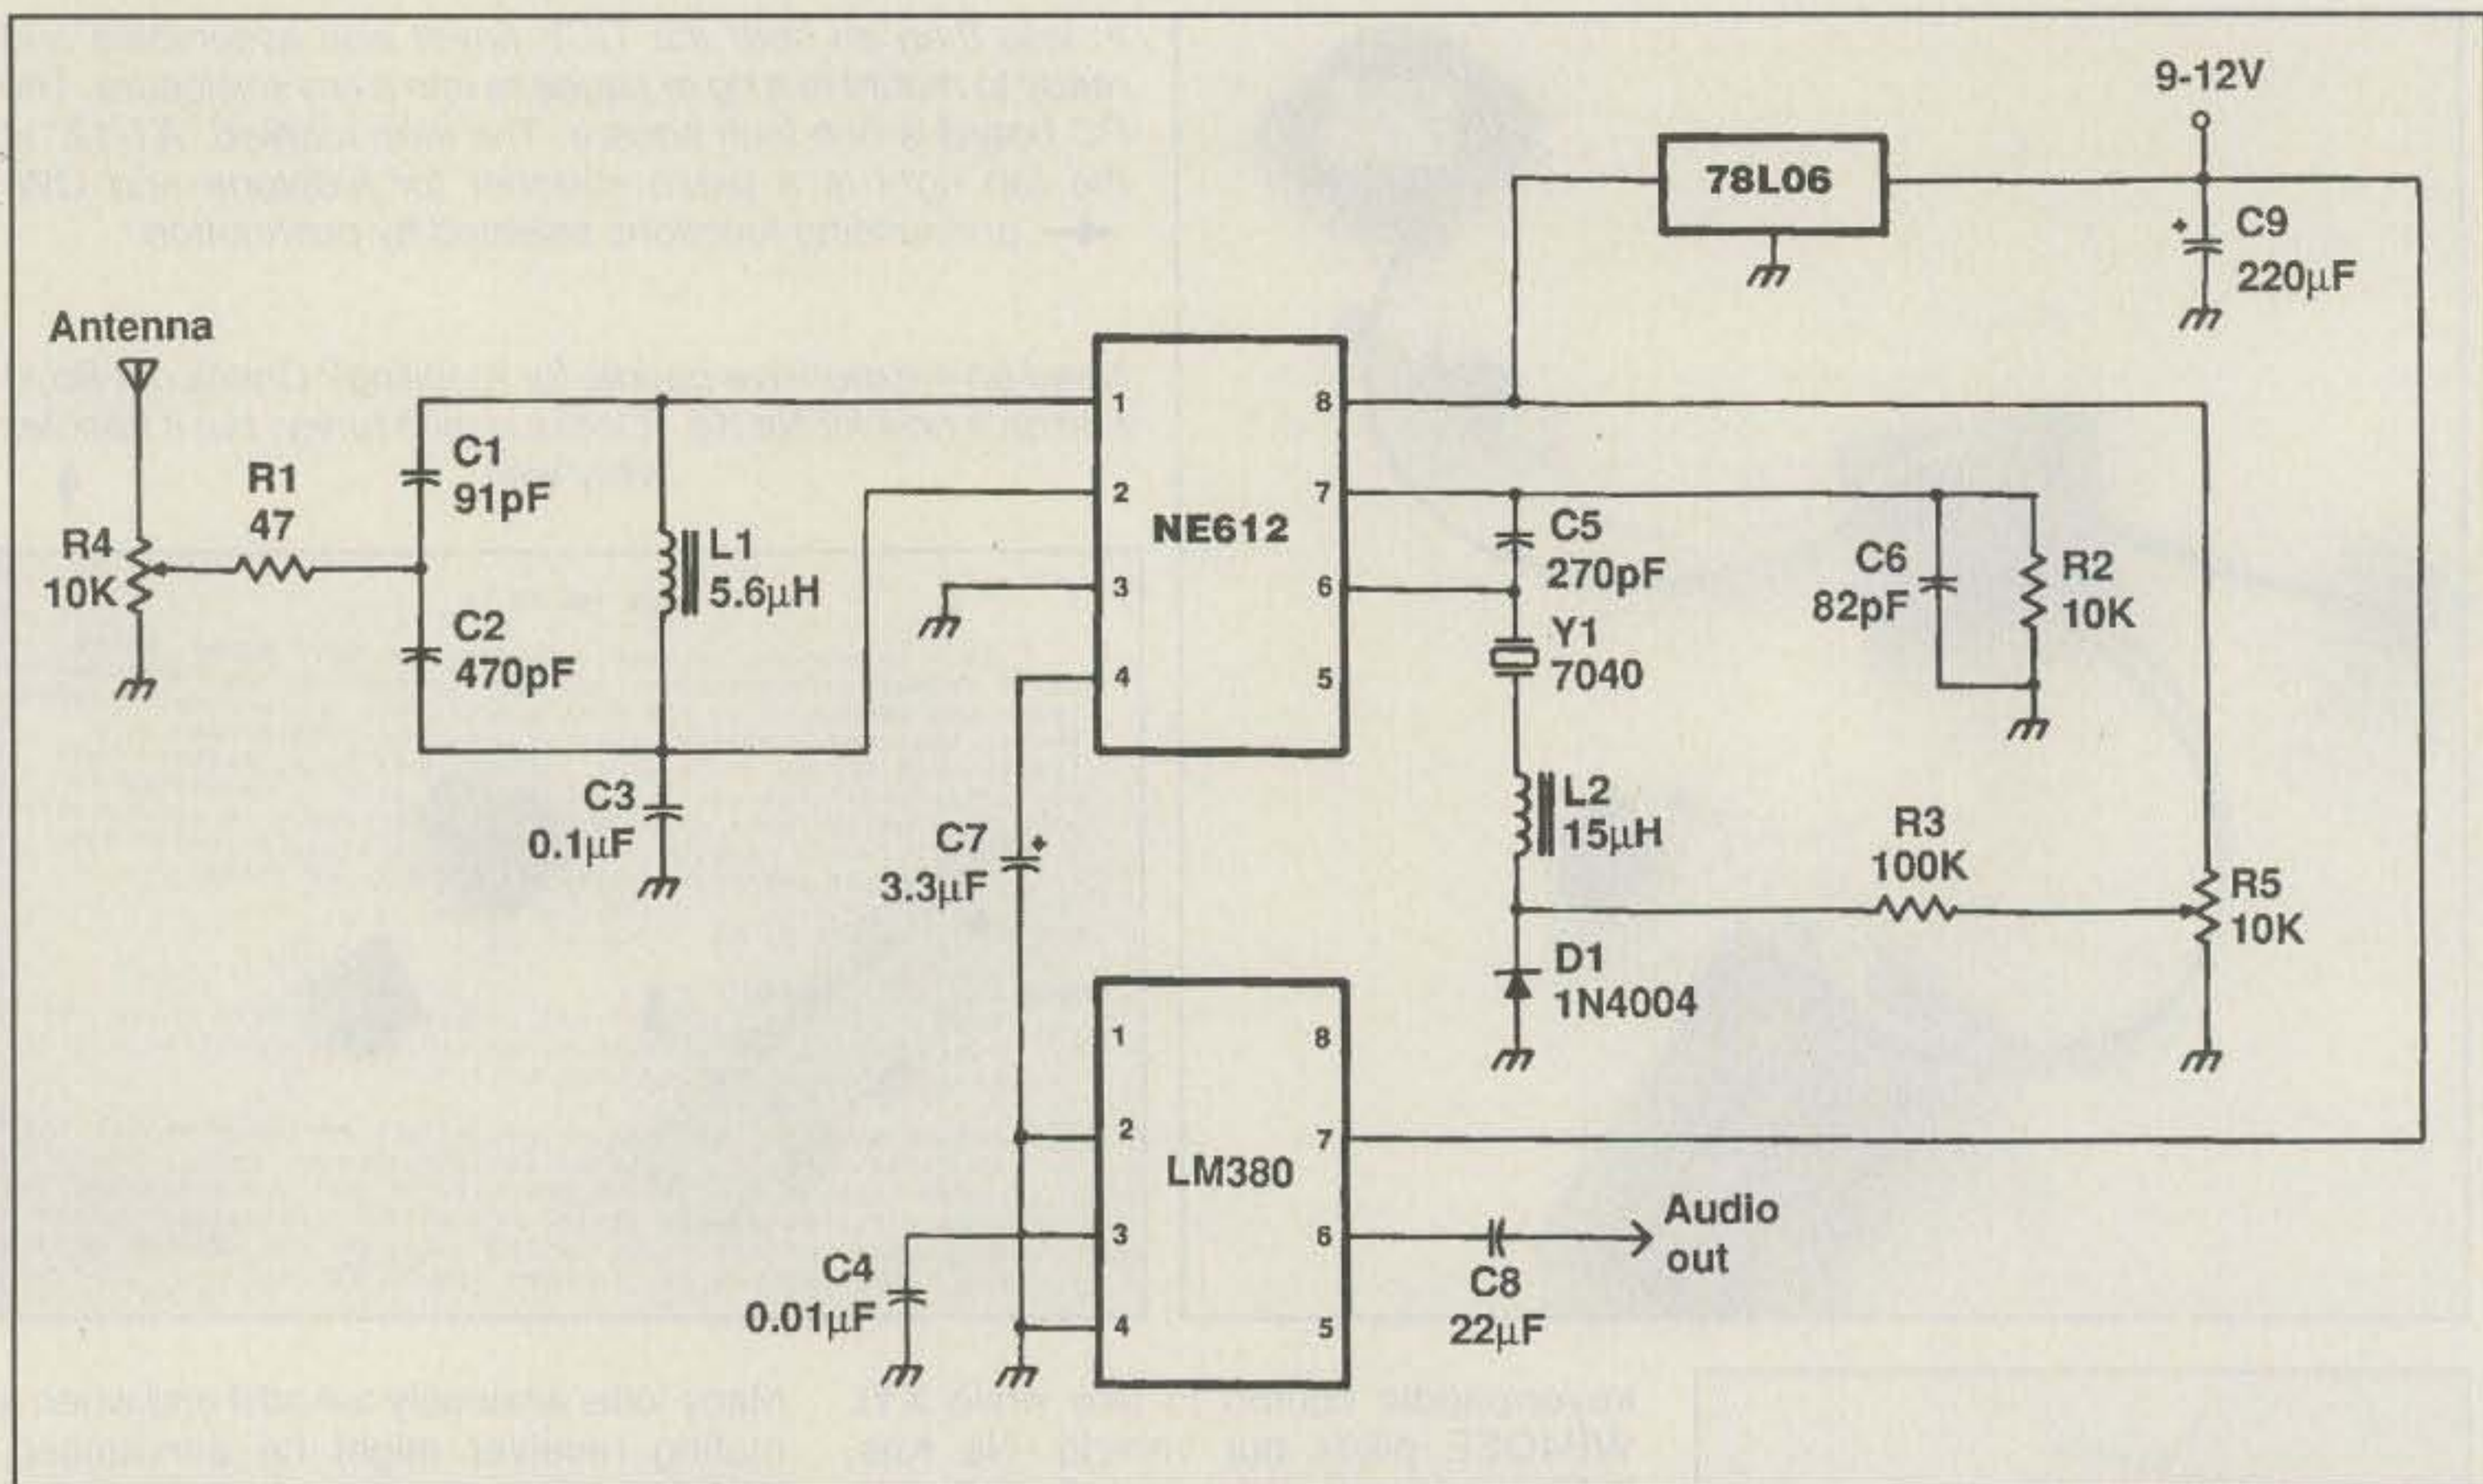 9-12V
78L06
C9
220µF
Antenna
R4
10K
R1
47
C1
91pF
C2
470pF
L1
5.6µH
C3
0.1µF
NE612
1
2
3
4
8
7
6
5
C5
270pF
Y1
7040
C6
82pF
R2
10K
L2
15µH
R3
100K
R5
10K
D1
1N4004
C7
3.3µF
LM380
1
2
3
4
8
7
6
5
C4
0.01µF
C8
22µF
Audio
out